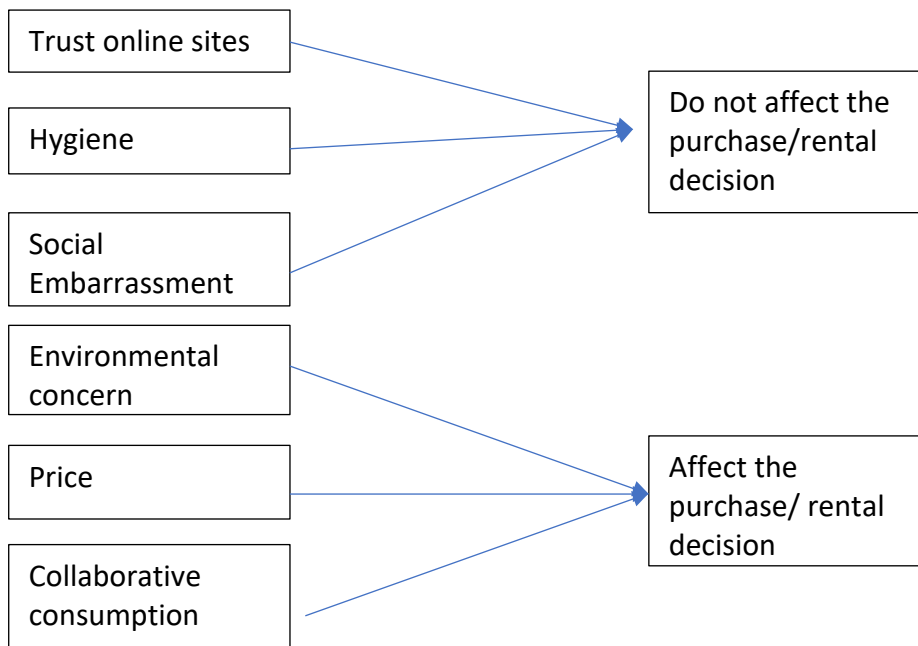 Trust online sites
Hygiene
Social
Embarrassment
Environmental
concern
Price
Collaborative
consumption
Do not affect the
purchase/rental
decision
Affect the
purchase/ rental
decision